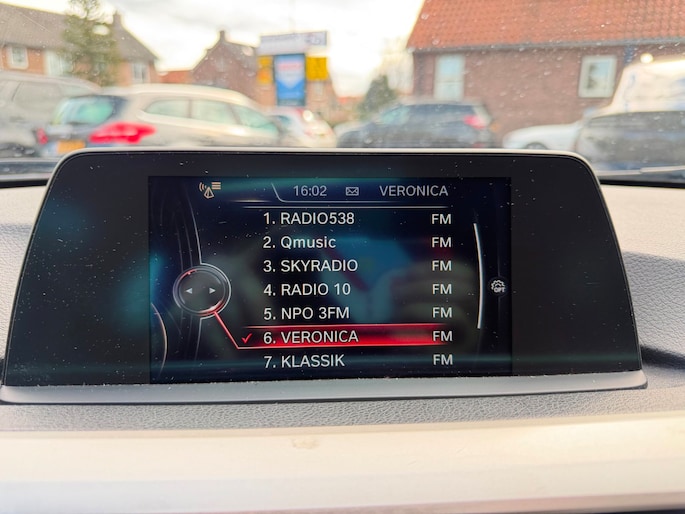 16:02 VERONICA
1. RADIO538 FM
2. Qmusic FM
3. SKYRADIO FM
4. RADIO 10 FM
5. NPO 3FM FM
6. VERONICA FM
7. KLASSIK FM
OPT